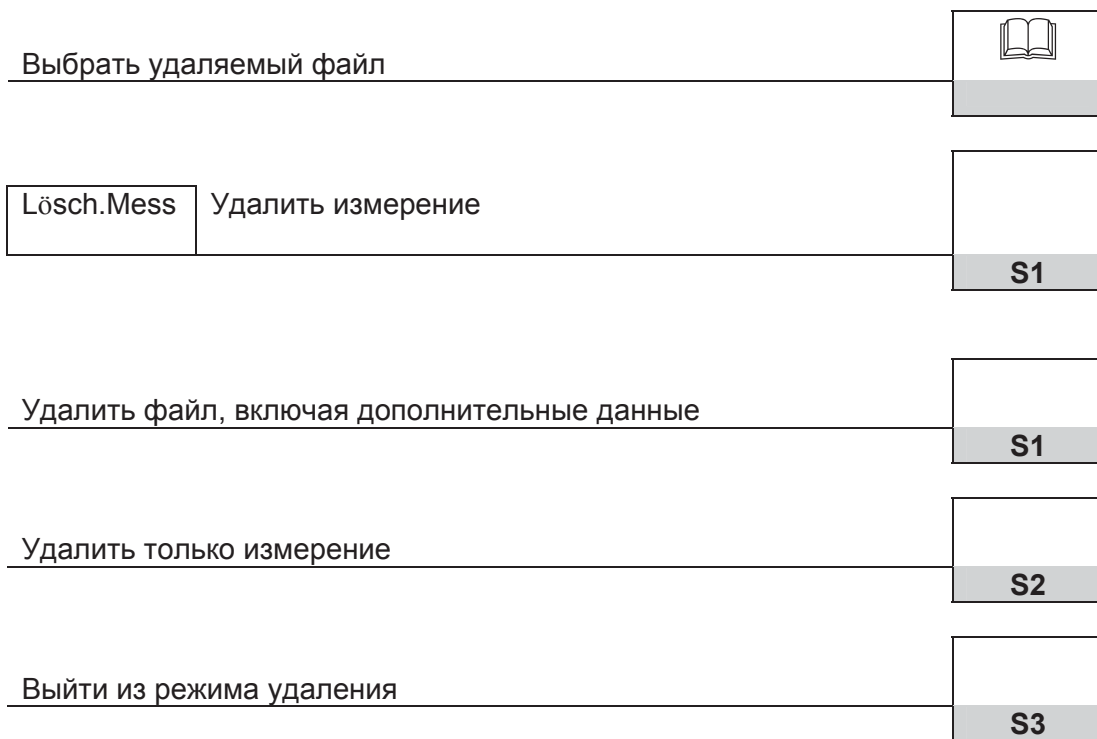 Выбрать удаляемый файл
Lösch.Mess Удалить измерение
S1
Удалить файл, включая дополнительные данные
S1
Удалить только измерение
S2
Выйти из режима удаления
S3